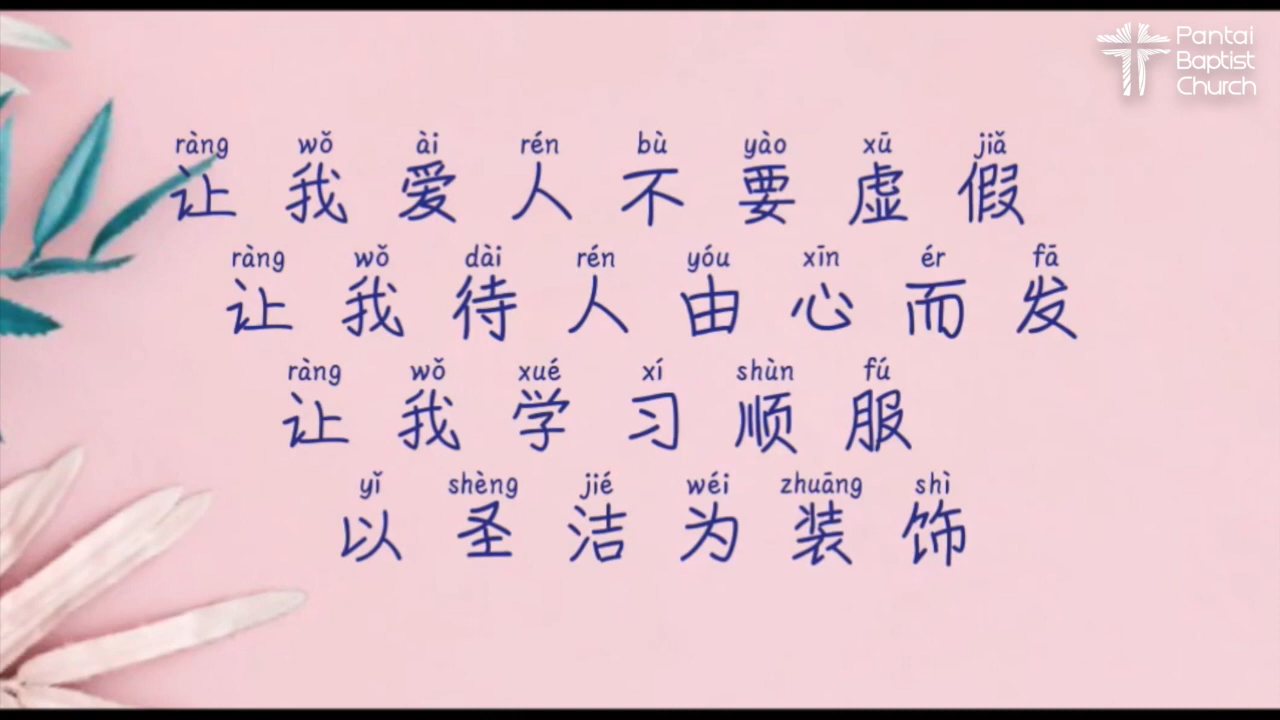 ràng wǒ ài rén bù yào xū jiǎ
让我爱人不要虚假
ràng wǒ dài rén yóu xīn ér fā
让我待人由心而发
ràng wǒ xué xí shùn fú
让我学习顺服
yǐ shèng jié wéi zhuāng shì
以圣洁为装饰
Pantai
Baptist
Church